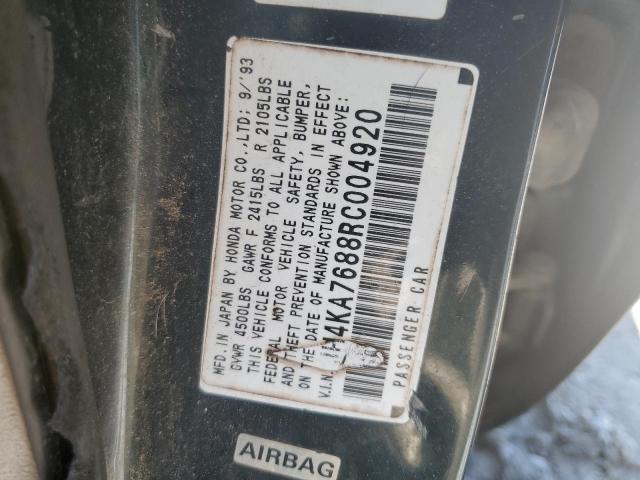 MFD.IN JAPAN BY HONDA MOTOR CO.,LTD: 9/'93
GVWR 4500LBS GAWR F 2415LBS R 2105LBS
THIS VEHICLE CONFORMS TO ALL APPLICABLE
FEDERAL MOTOR VEHICLE SAFETY, BUMPER,
AND THEFT PREVENTION STANDARDS IN EFFECT
ON THE DATE OF MANUFACTURE SHOWN ABOVE:
V.I.N. JH4KA7688RC004920
PASSENGER CAR
AIRBAG